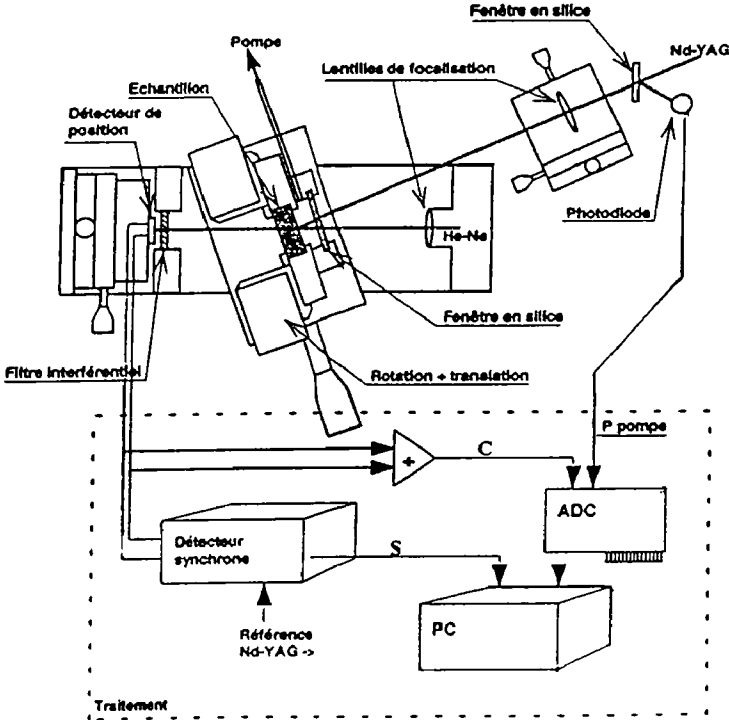 Fenêtre en silice
Nd-YAG
Pompe
Lentilles de focalisation
Echantillon
Détecteur de
position
Photodiode
He-Ne
Fenêtre en silice
Filtre interférentiel
Rotation + translation
P pompe
+
C
ADC
Détecteur
synchrone
S
PC
Référence
Nd-YAG ->
Traitement